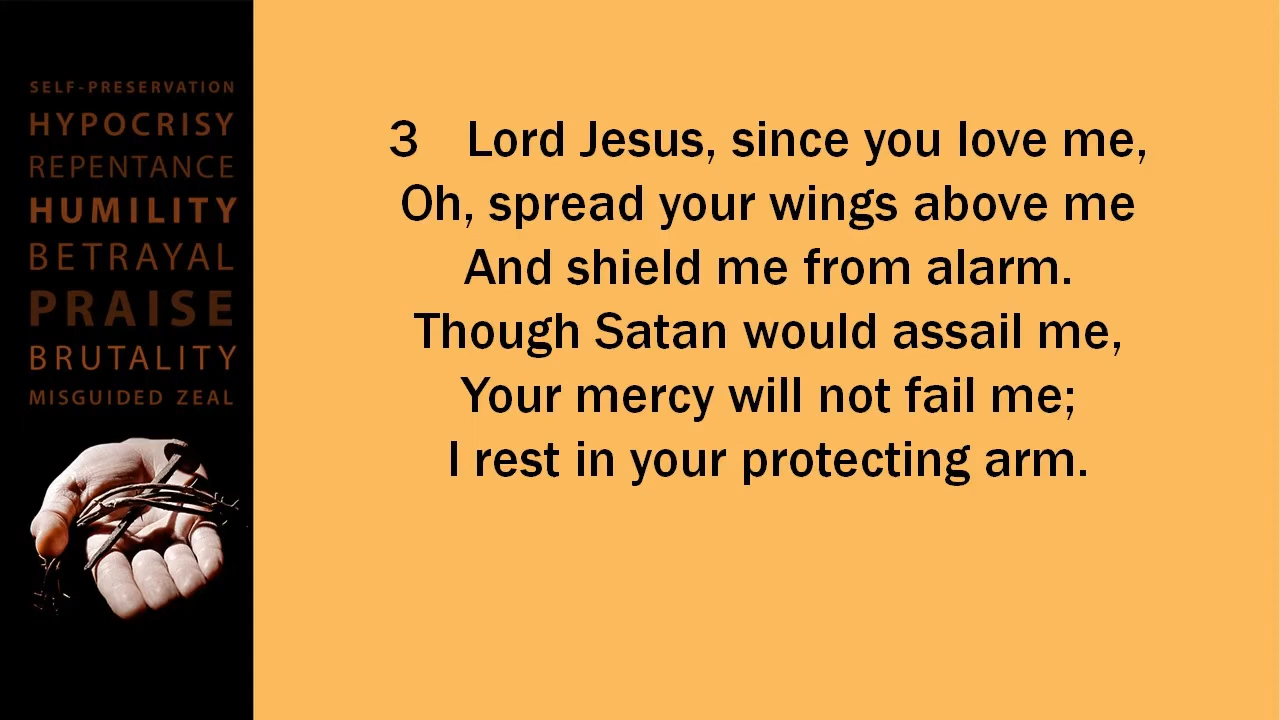 SELF-PRESERVATION
HYPOCRISY
REPENTANCE
HUMILITY
BETRAYAL
PRAISE
BRUTALITY
MISGUIDED ZEAL
3 Lord Jesus, since you love me,
Oh, spread your wings above me
And shield me from alarm.
Though Satan would assail me,
Your mercy will not fail me;
I rest in your protecting arm.